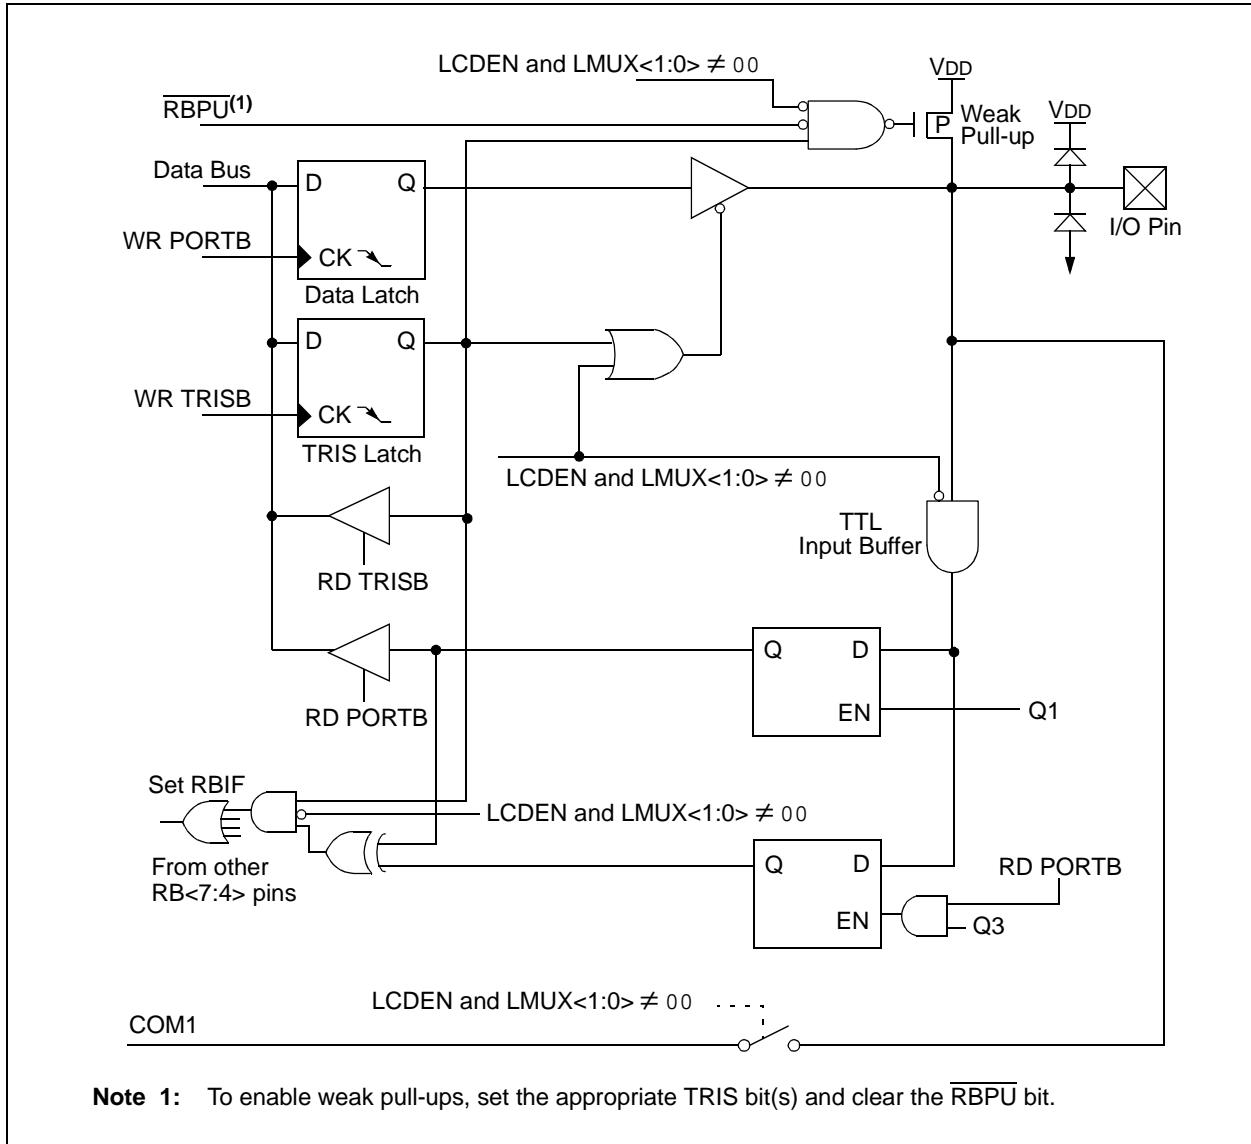 LCDEN and LMUX<1:0> ≠ 00
VDD
RBPU(1)
P
Weak
Pull-up
VDD
Data Bus
D
Q
WR PORTB
CK
Data Latch
I/O Pin
D
Q
WR TRISB
CK
TRIS Latch
LCDEN and LMUX<1:0> ≠ 00
TTL
Input Buffer
RD TRISB
Q
D
EN
Q1
RD PORTB
Set RBIF
LCDEN and LMUX<1:0> ≠ 00
From other
RB<7:4> pins
Q
D
EN
RD PORTB
Q3
LCDEN and LMUX<1:0> ≠ 00
COM1
Note 1: To enable weak pull-ups, set the appropriate TRIS bit(s) and clear the RBPU bit.